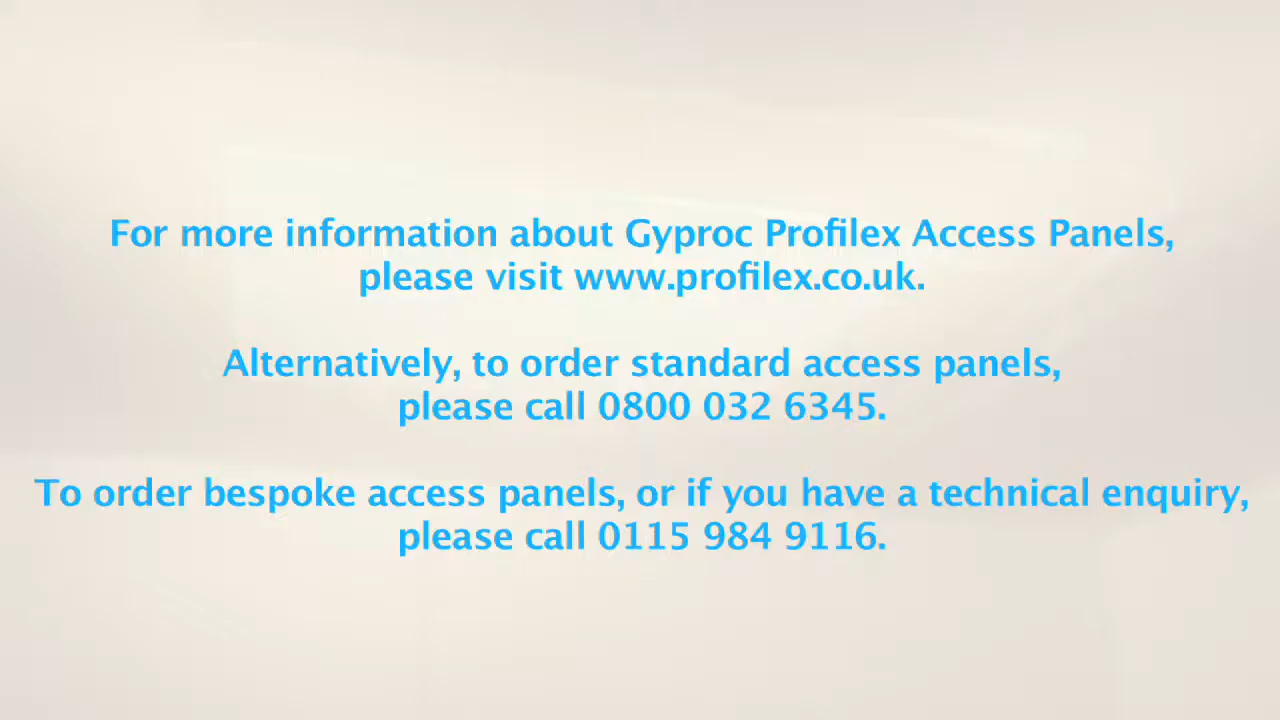 For more information about Gyproc Profilex Access Panels,
please visit www.profilex.co.uk.
Alternatively, to order standard access panels,
please call 0800 032 6345.
To order bespoke access panels, or if you have a technical enquiry,
please call 0115 984 9116.